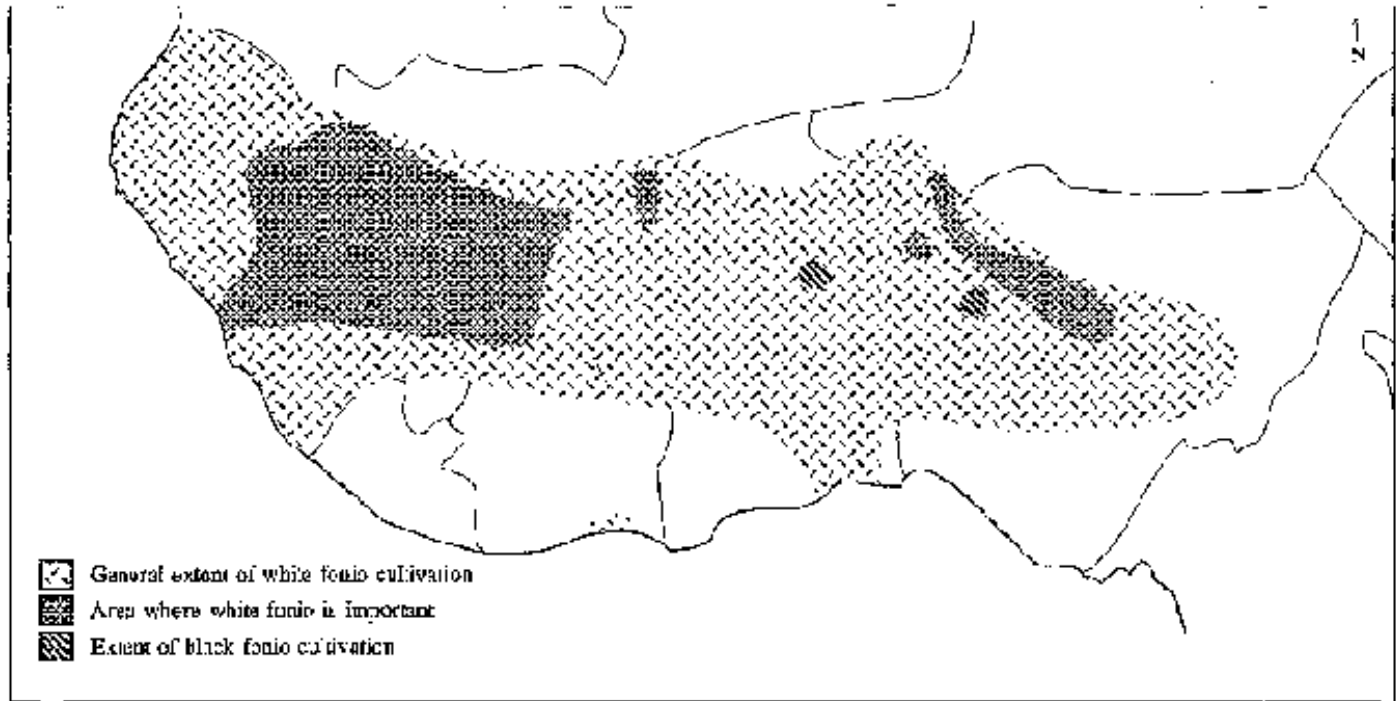 N
General extent of white fonio cultivation
Area where white fonio is important
Extent of black fonio cultivation